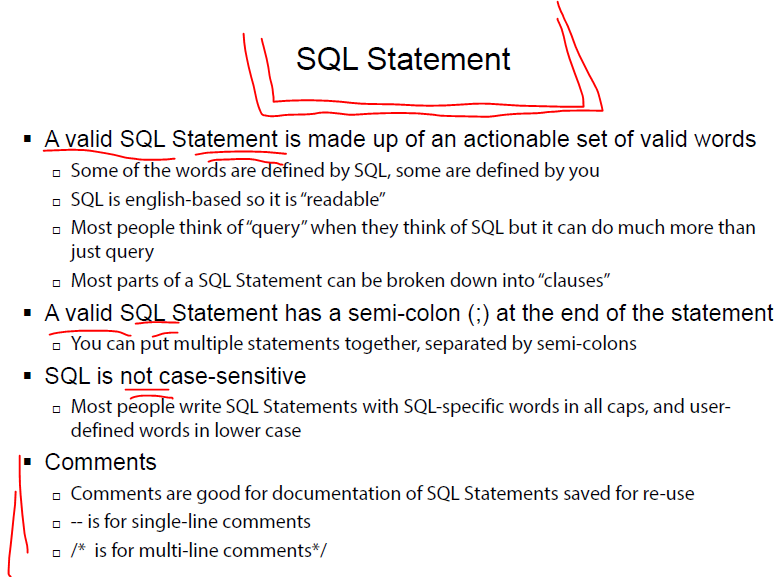 SQL Statement
▪ A valid SQL Statement is made up of an actionable set of valid words
▫ Some of the words are defined by SQL, some are defined by you
▫ SQL is english-based so it is “readable”
▫ Most people think of “query” when they think of SQL but it can do much more than
just query
▫ Most parts of a SQL Statement can be broken down into “clauses”
▪ A valid SQL Statement has a semi-colon (;) at the end of the statement
▫ You can put multiple statements together, separated by semi-colons
▪ SQL is not case-sensitive
▫ Most people write SQL Statements with SQL-specific words in all caps, and user-
defined words in lower case
▪ Comments
▫ Comments are good for documentation of SQL Statements saved for re-use
▫ -- is for single-line comments
▫ /* is for multi-line comments*/